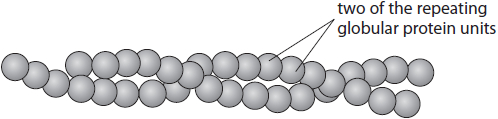 two of the repeating
globular protein units